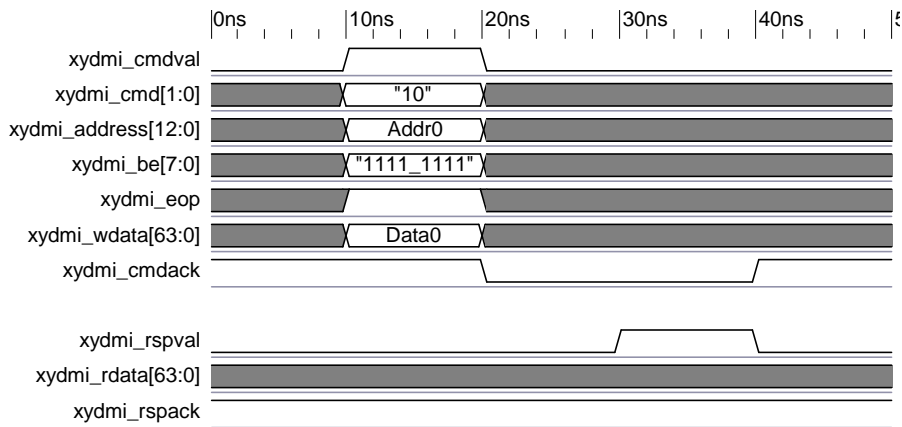 0ns 10ns 20ns 30ns 40ns 5
xydmi_cmdval
xydmi_cmd[1:0] "10"
xydmi_address[12:0] Addr0
xydmi_be[7:0] "1111_1111"
xydmi_eop
xydmi_wdata[63:0] Data0
xydmi_cmdack
xydmi_rspval
xydmi_rdata[63:0]
xydmi_rspack